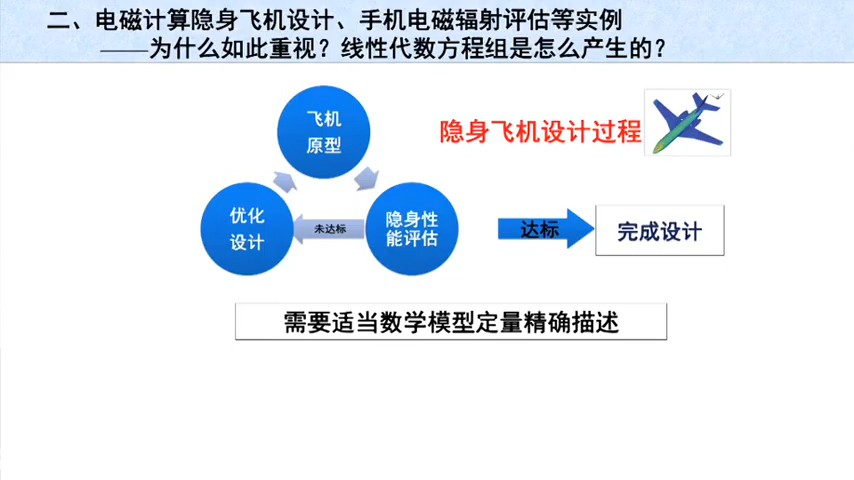 二、电磁计算隐身飞机设计、手机电磁辐射评估等实例
——为什么如此重视？线性代数方程组是怎么产生的？
飞机
原型
隐身飞机设计过程
优化
设计
未达标
隐身性
能评估
达标
完成设计
需要适当数学模型定量精确描述